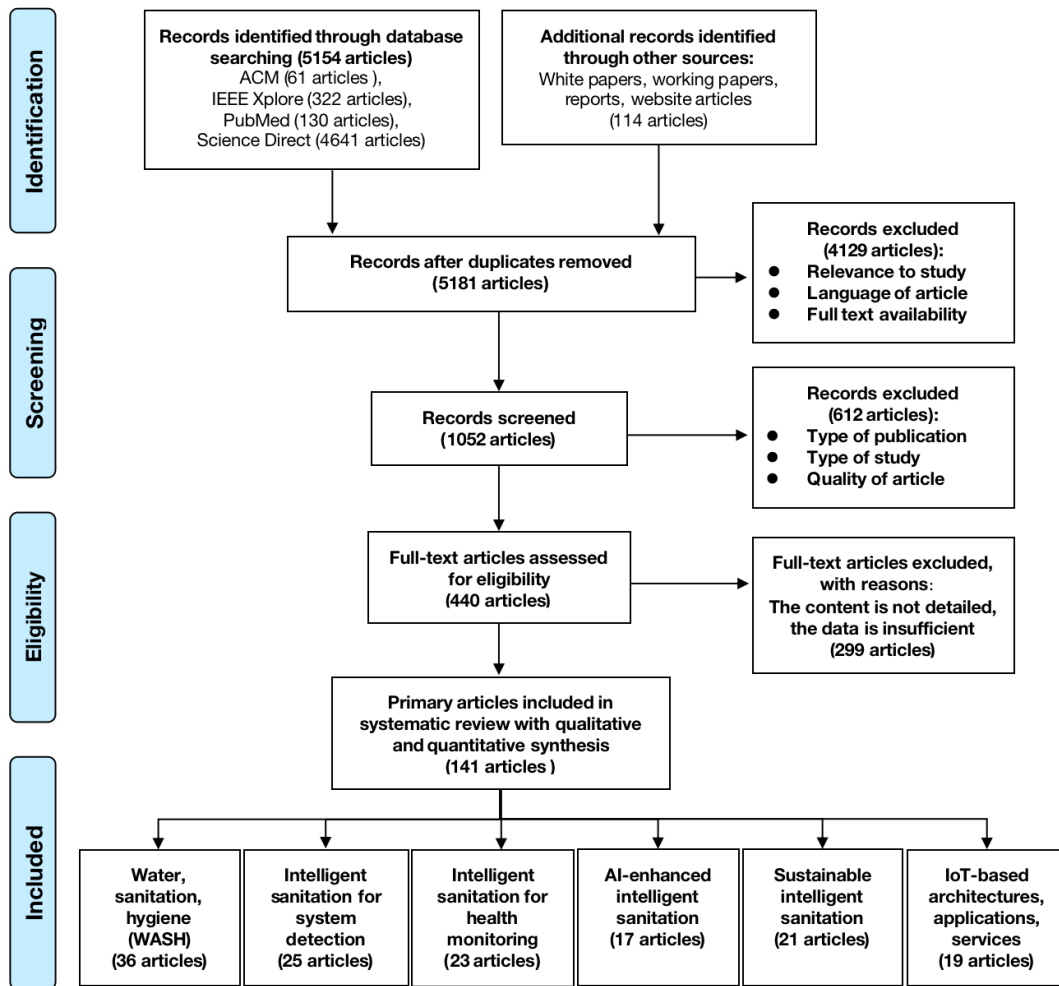 Identification
Records identified through database
searching (5154 articles)
ACM (61 articles ),
IEEE Xplore (322 articles),
PubMed (130 articles),
Science Direct (4641 articles)
Additional records identified
through other sources:
White papers, working papers,
reports, website articles
(114 articles)
Records after duplicates removed
(5181 articles)
Records excluded
(4129 articles):
● Relevance to study
● Language of article
● Full text availability
Screening
Records screened
(1052 articles)
Records excluded
(612 articles):
● Type of publication
● Type of study
● Quality of article
Eligibility
Full-text articles assessed
for eligibility
(440 articles)
Full-text articles excluded,
with reasons:
The content is not detailed,
the data is insufficient
(299 articles)
Primary articles included in
systematic review with qualitative
and quantitative synthesis
(141 articles )
Included
Water,
sanitation,
hygiene
(WASH)
(36 articles)
Intelligent
sanitation for
system
detection
(25 articles)
Intelligent
sanitation for
health
monitoring
(23 articles)
AI-enhanced
intelligent
sanitation
(17 articles)
Sustainable
intelligent
sanitation
(21 articles)
IoT-based
architectures,
applications,
services
(19 articles)